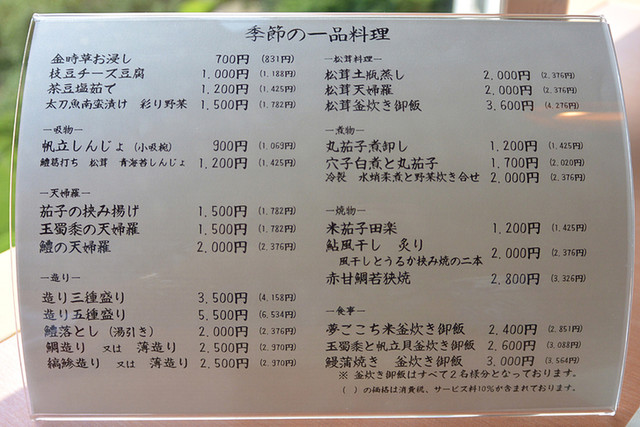 季節の一品料理
金時草お浸し 700円 (831円)
枝豆チーズ豆腐 1,000円 (1,188円)
茶豆塩茹で 1,200円 (1,425円)
太刀魚南蛮漬け 彩り野菜 1,500円 (1,782円)
―吸物―
帆立しんじょ (小吸椀) 900円 (1,069円)
鱧葛打ち 松茸 青海苔しんじょ 1,200円 (1,425円)
―天婦羅―
茄子の挟み揚げ 1,500円 (1,782円)
玉蜀黍の天婦羅 1,500円 (1,782円)
鱧の天婦羅 2,000円 (2,376円)
―造り―
造り三種盛り 3,500円 (4,158円)
造り五種盛り 5,500円 (6,534円)
鱧落とし (湯引き) 2,000円 (2,376円)
鯛造り 又は 薄造り 2,500円 (2,970円)
縞鯵造り 又は 薄造り 2,500円 (2,970円)
―松茸料理―
松茸土瓶蒸し 2,000円 (2,376円)
松茸天婦羅 2,000円 (2,376円)
松茸釜炊き御飯 3,600円 (4,276円)
―煮物―
丸茄子煮卸し 1,200円 (1,425円)
穴子白煮と丸茄子 1,700円 (2,020円)
冷製 水蛸柔煮と野菜炊き合せ 2,000円 (2,376円)
―焼物―
米茄子田楽 1,200円 (1,425円)
鮎風干し 炙り
風干しとうるか挟み焼の二本 2,000円 (2,376円)
赤甘鯛若狭焼 2,800円 (3,326円)
―食事―
夢ごこち米釜炊き御飯 2,400円 (2,851円)
玉蜀黍と帆立貝釜炊き御飯 2,600円 (3,088円)
鰻蒲焼き 釜炊き御飯 3,000円 (3,564円)
※ 釜炊き御飯はすべて２名様分となっております。
( )の価格は消費税、サービス料10%が含まれております。